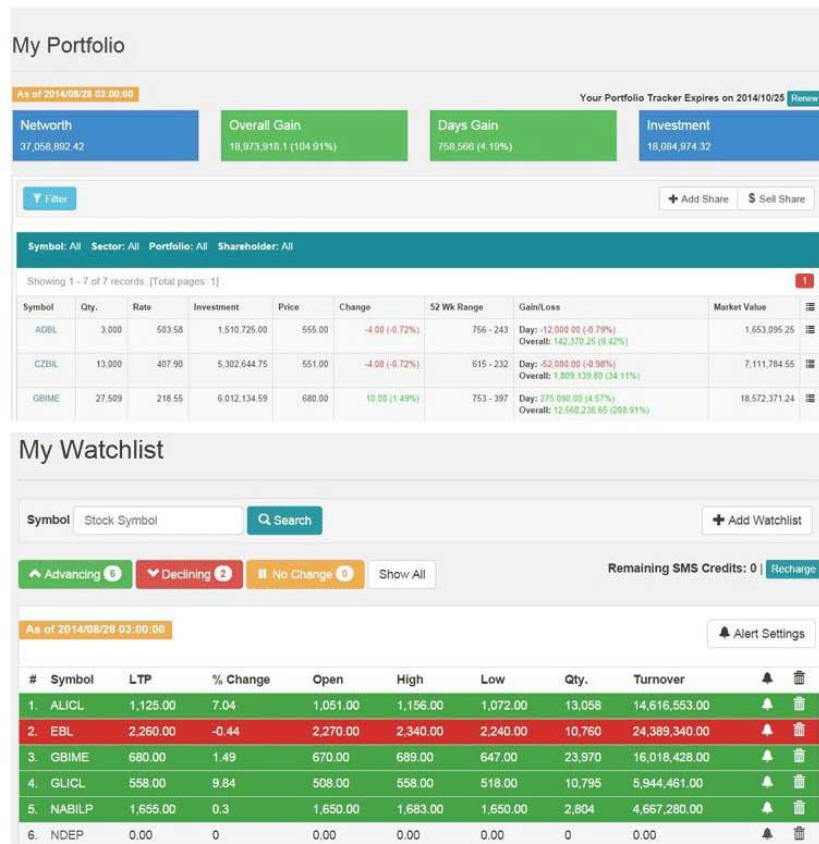 My Portfolio
As of 2014/08/28 03:00:00
Your Portfolio Tracker Expires on 2014/10/25 Renew
Networth Overall Gain Days Gain Investment
37,058,892.42 18,973,918.1 (104.91%) 758,566 (4.19%) 18,084,974.32
Filter + Add Share $ Sell Share
Symbol: All Sector: All Portfolio: All Shareholder: All
Showing 1 - 7 of 7 records. [Total pages: 1] 1
Symbol Qty. Rate Investment Price Change 52 Wk Range Gain/Loss Market Value
ADBL 3,000 503.58 1,510,725.00 555.00 -4.00 (-0.72%) 756 - 243 Day: -12,000.00 (-0.79%) 1,653,095.25
Overall: 142,370.25 (9.42%)
CZBIL 13,000 407.90 5,302,644.75 551.00 -4.00 (-0.72%) 615 - 232 Day: -52,000.00 (-0.98%) 7,111,784.55
Overall: 1,809,139.80 (34.11%)
GBIME 27,509 218.55 6,012,134.59 680.00 10.00 (1.49%) 753 - 397 Day: 275,090.00 (4.57%) 18,572,371.24
Overall: 12,560,236.65 (208.91%)
My Watchlist
Symbol Stock Symbol Search + Add Watchlist
Advancing 6 Declining 2 No Change 0 Show All Remaining SMS Credits: 0 | Recharge
As of 2014/08/28 03:00:00 Alert Settings
# Symbol LTP % Change Open High Low Qty. Turnover
1. ALICL 1,125.00 7.04 1,051.00 1,156.00 1,072.00 13,058 14,616,553.00
2. EBL 2,260.00 -0.44 2,270.00 2,340.00 2,240.00 10,760 24,389,340.00
3. GBIME 680.00 1.49 670.00 689.00 647.00 23,970 16,018,428.00
4. GLICL 558.00 9.84 508.00 558.00 518.00 10,795 5,944,461.00
5. NABILP 1,655.00 0.3 1,650.00 1,683.00 1,650.00 2,804 4,667,280.00
6. NDEP 0.00 0 0.00 0.00 0.00 0 0.00